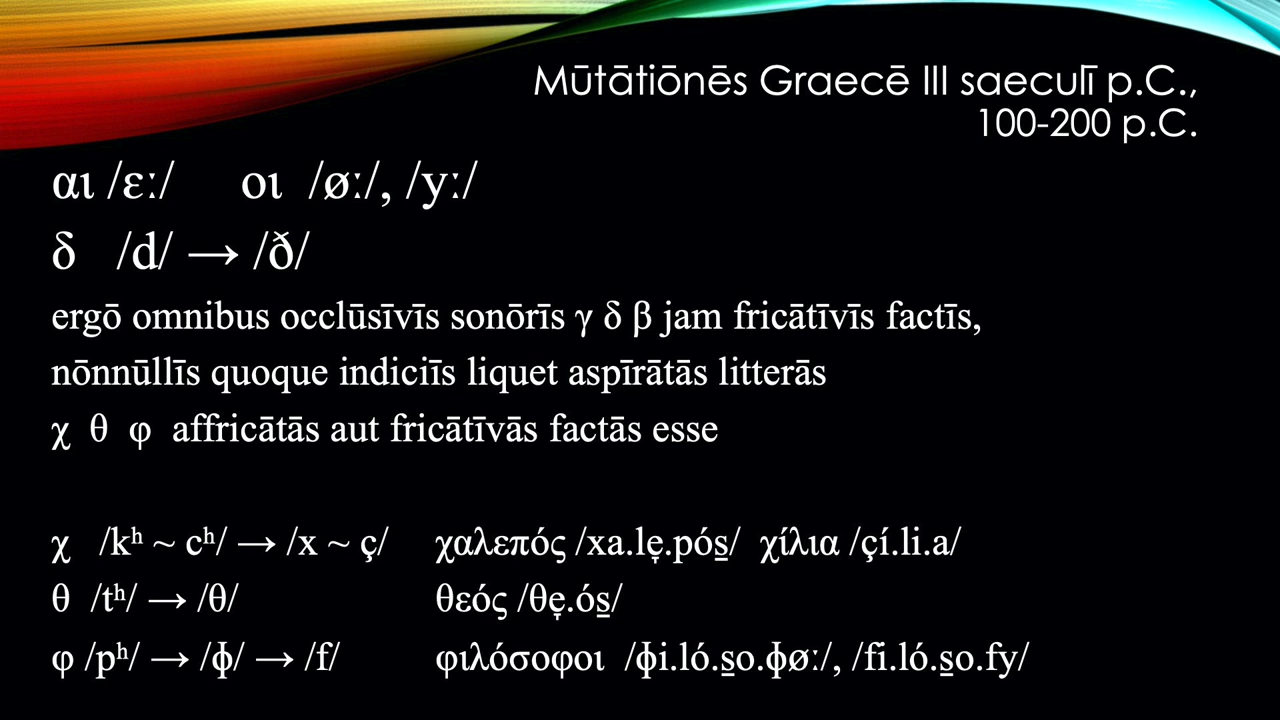 Mūtātiōnēs Graecē III saeculī p.C.,
100-200 p.C.
αι /ɛː/ οι /øː/, /yː/
δ /d/ → /ð/
ergō omnibus occlūsīvīs sonōrīs γ δ β jam fricātīvīs factīs,
nōnnūllīs quoque indiciīs liquet aspīrātās litterās
χ θ φ affricātās aut fricātīvās factās esse
χ /kʰ ~ cʰ/ → /x ~ ç/ χαλεπός /xa.le̞.pós̠/ χίλια /çí.li.a/
θ /tʰ/ → /θ/ θεός /θe̞.ós̠/
φ /pʰ/ → /ɸ/ → /f/ φιλόσοφοι /ɸi.ló.s̠o.ɸøː/, /fi.ló.s̠o.fy/